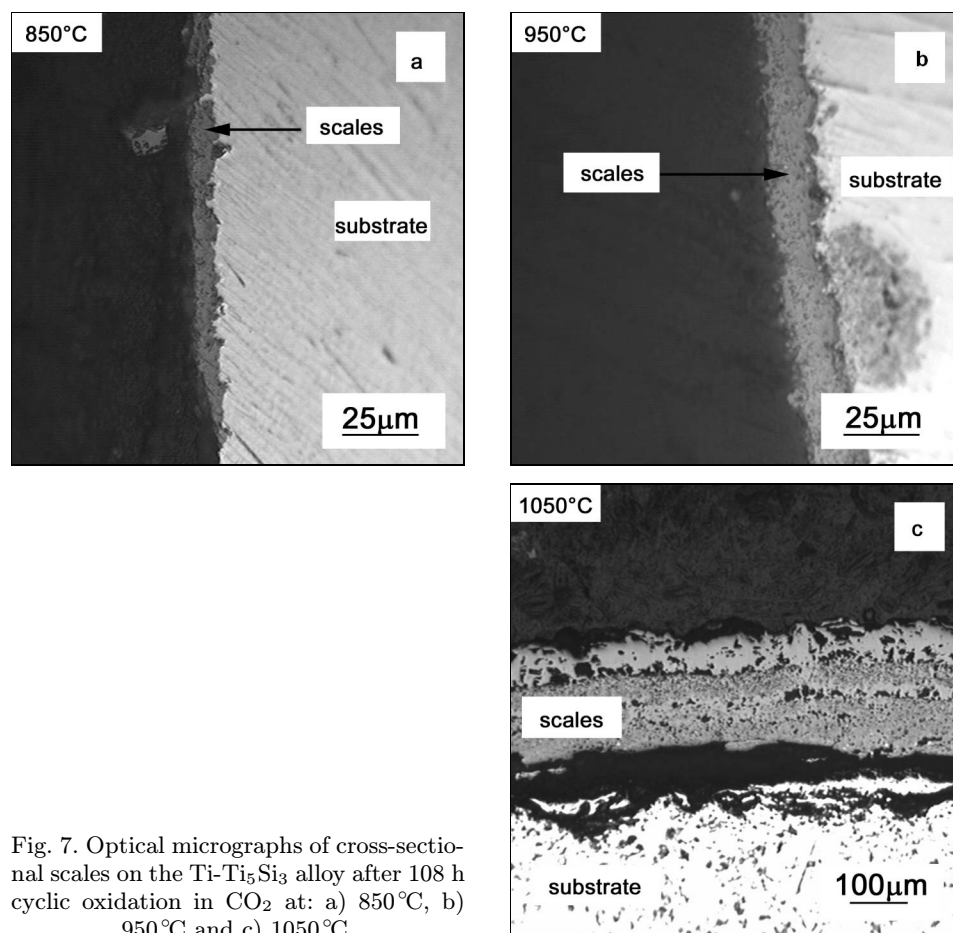 850°C
a
scales
substrate
25μm
950°C
b
scales
substrate
25μm
1050°C
c
scales
substrate
100μm
Fig. 7. Optical micrographs of cross-sectio-
nal scales on the Ti-Ti₅Si₃ alloy after 108 h
cyclic oxidation in CO₂ at: a) 850°C, b)
950°C and c) 1050°C